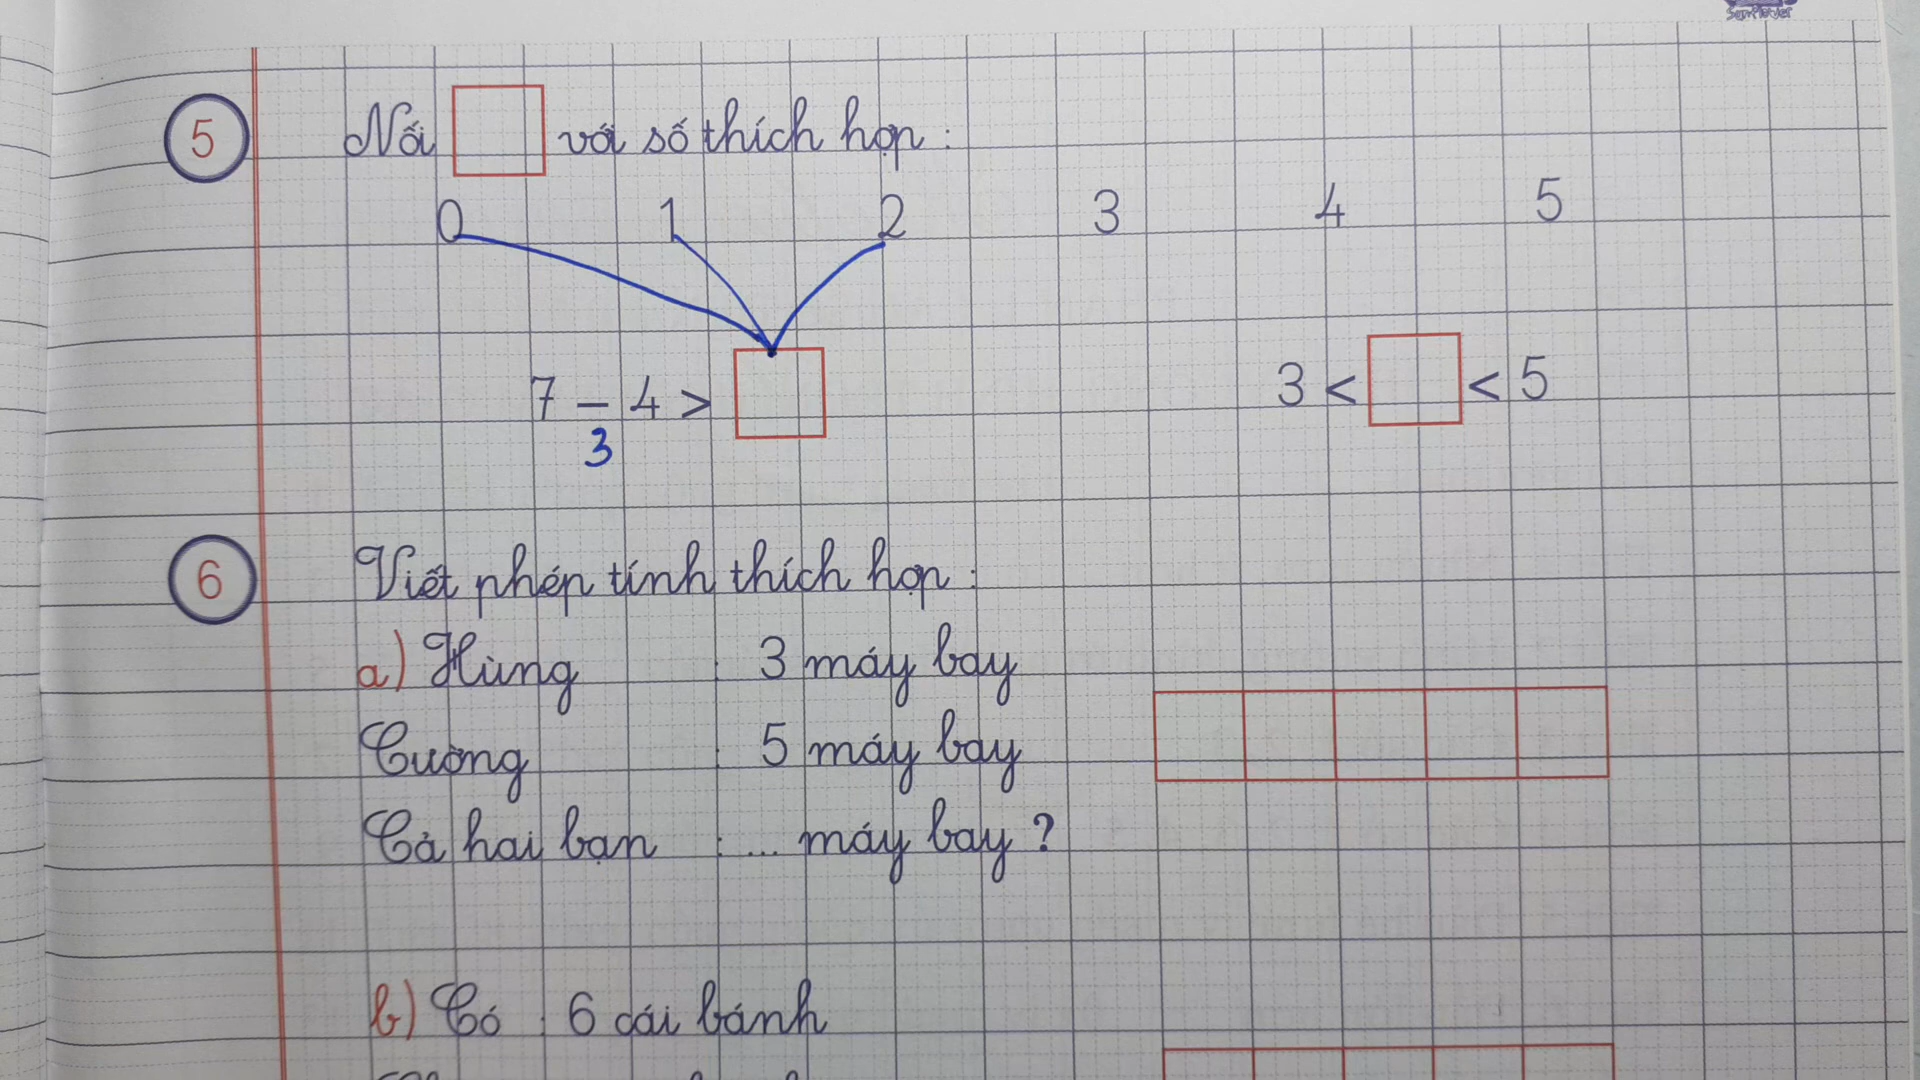 Sunflower
5 Nối □ với số thích hợp :
0 1 2 3 4 5
7 – 4 > □ 3 < □ < 5
3
6 Viết phép tính thích hợp :
a) Hùng : 3 máy bay
Cường : 5 máy bay
Cả hai bạn : ... máy bay ?
b) Có : 6 cái bánh